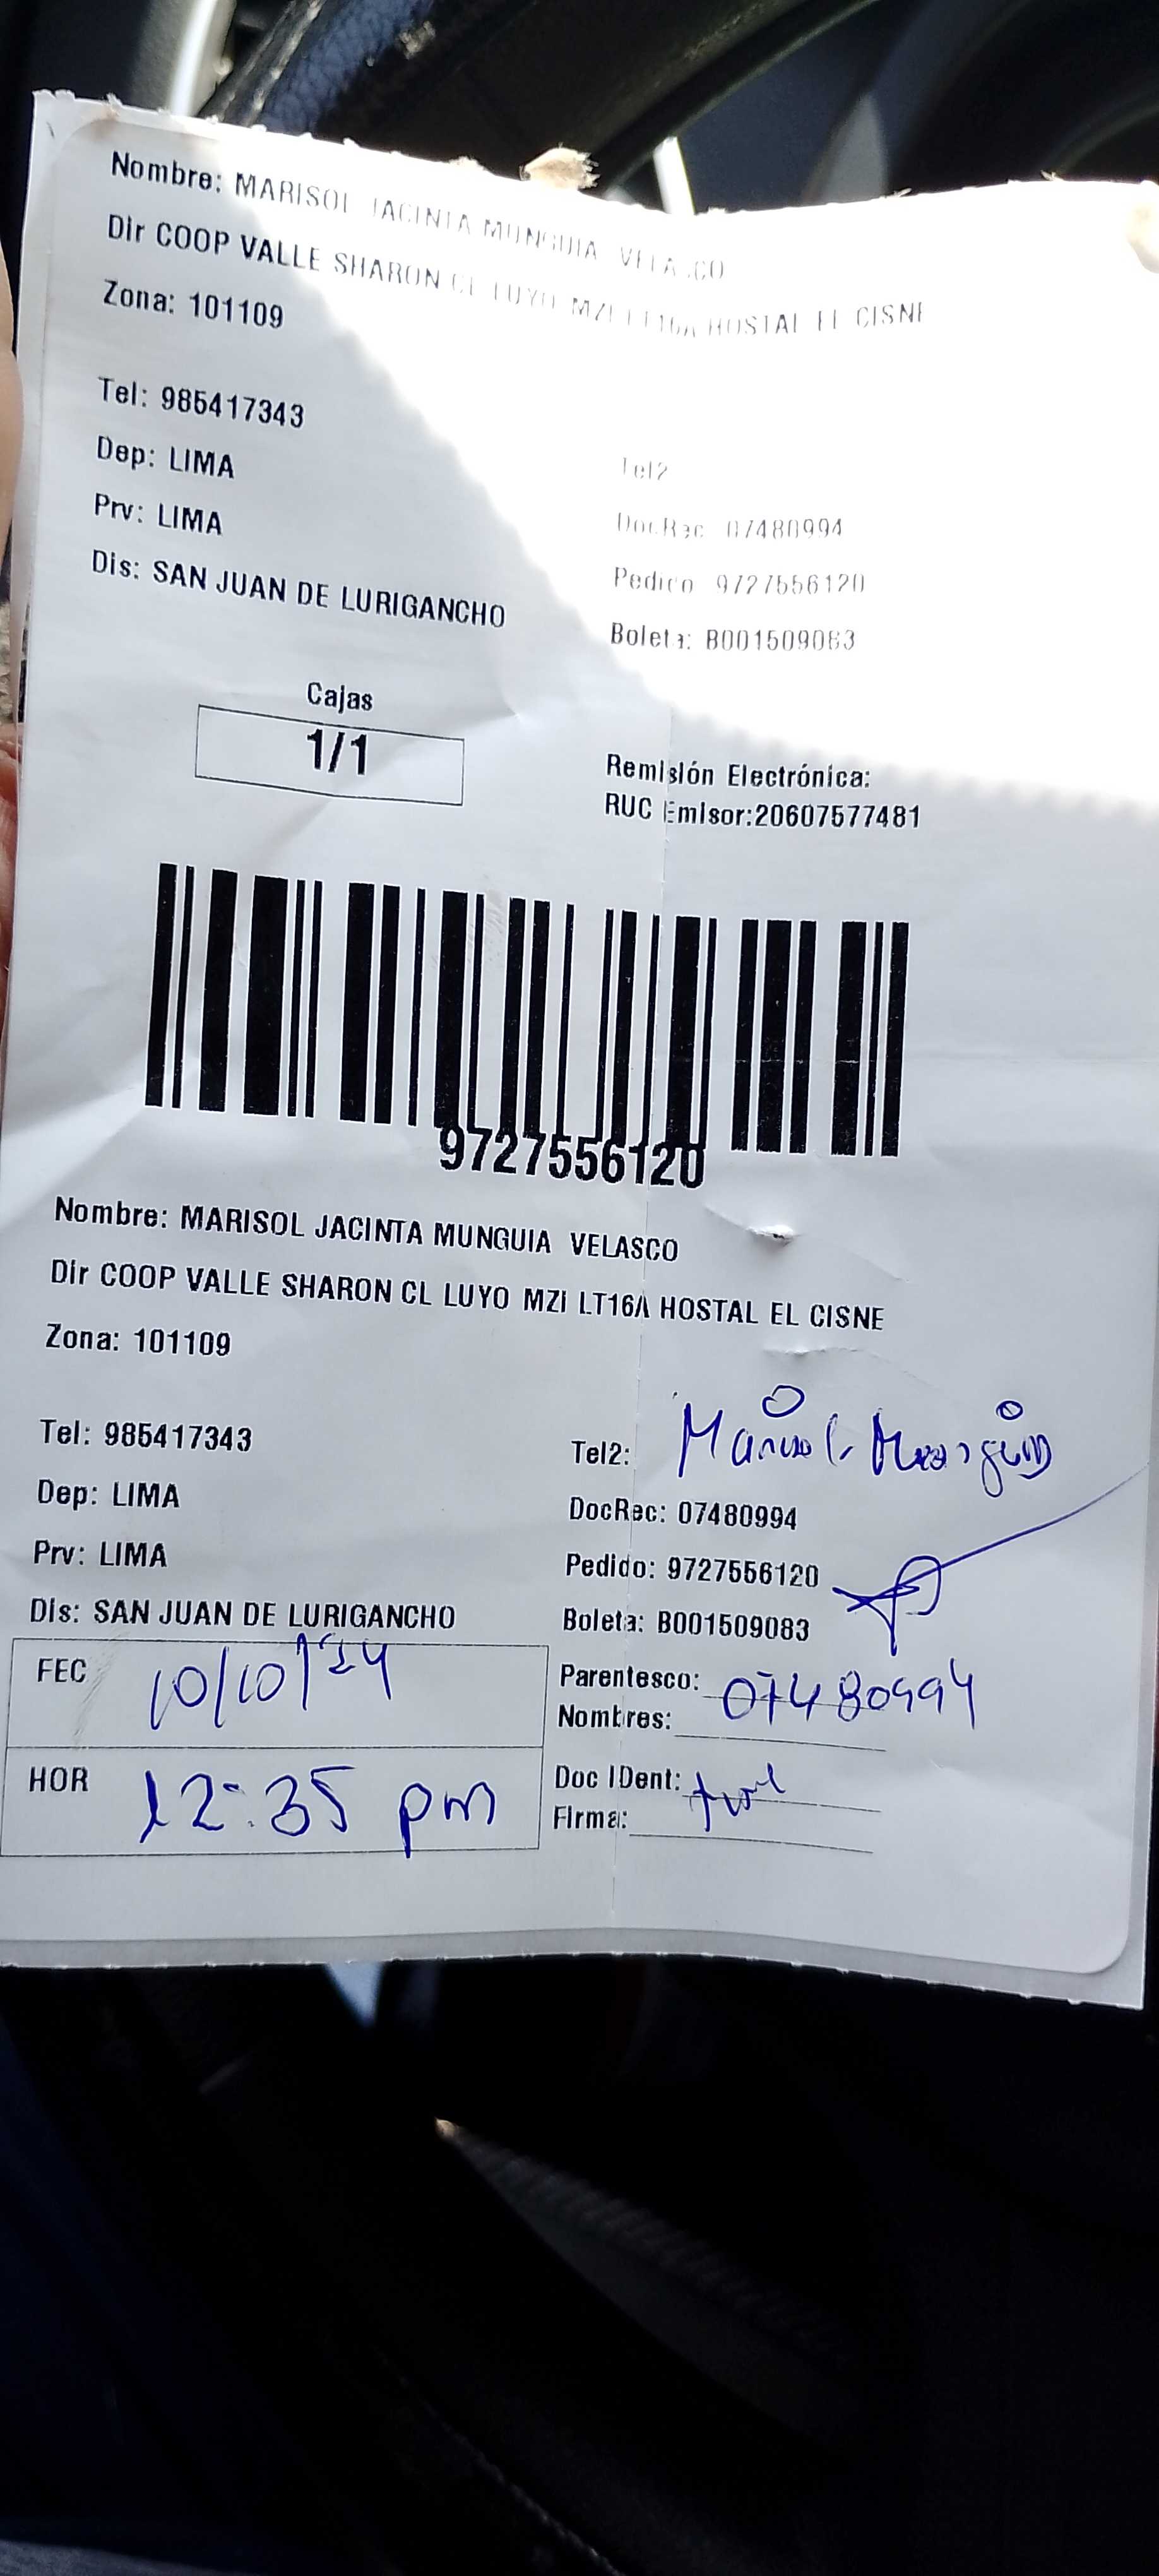 Nombre: MARISOL JACINTA MUNGUIA VELASCO
Dir COOP VALLE SHARON CL LUYO MZI LT16A HOSTAL EL CISNE
Zona: 101109
Tel: 985417343
Tel2
Dep: LIMA
DocRec 07480994
Prv: LIMA
Pedido 9727556120
Dis: SAN JUAN DE LURIGANCHO
Boleta: B001509083
Cajas
1/1
Remisión Electrónica:
RUC Emisor:20607577481
9727556120
Nombre: MARISOL JACINTA MUNGUIA VELASCO
Dir COOP VALLE SHARON CL LUYO MZI LT16A HOSTAL EL CISNE
Zona: 101109
Tel: 985417343
Tel2:
Dep: LIMA
DocRec: 07480994
Prv: LIMA
Pedido: 9727556120
Dis: SAN JUAN DE LURIGANCHO
Boleta: B001509083
FEC 10/10/24
Parentesco: 07480994
Nombres:
HOR 12:35 pm
Doc IDent:
Firma: